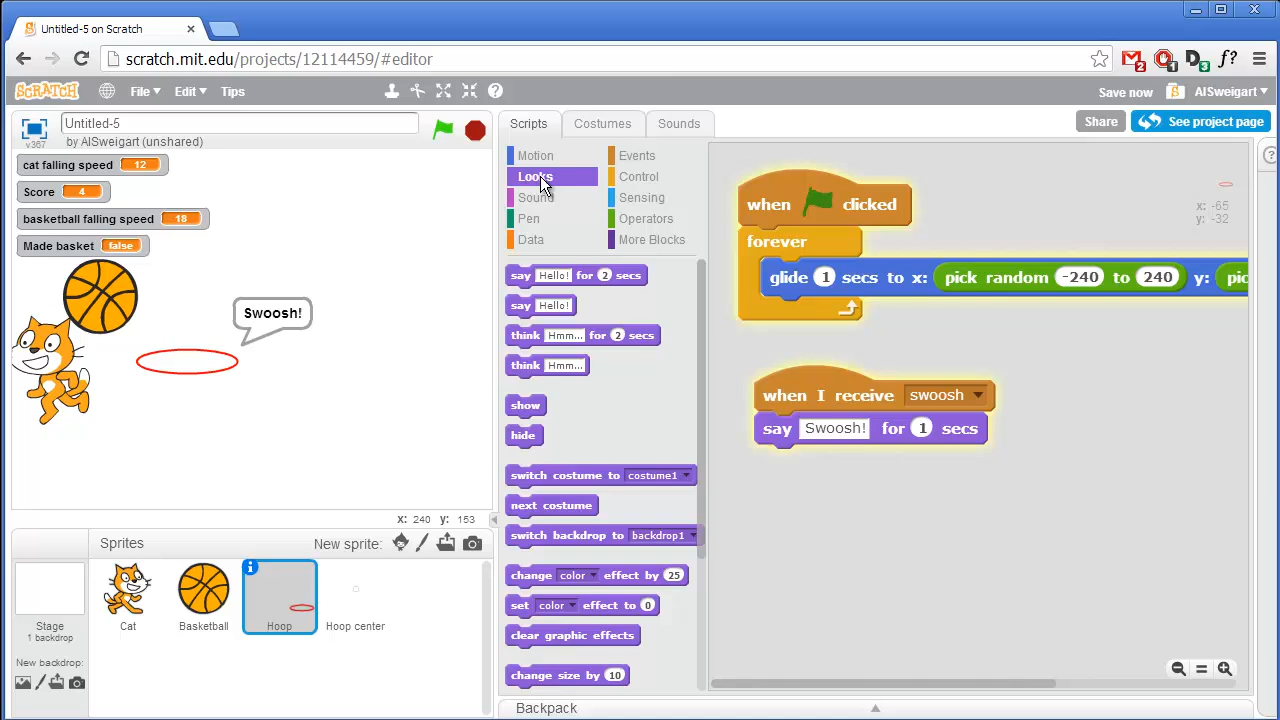 Untitled-5 on Scratch
scratch.mit.edu/projects/12114459/#editor
2 1 3 f?
SCRATCH File Edit Tips Save now AlSweigart
Untitled-5
v367 by AlSweigart (unshared)
Scripts Costumes Sounds Share See project page
cat falling speed 12
Score 4
basketball falling speed 18
Made basket false
Swoosh!
x: 240 y: 153
Sprites New sprite:
Stage
1 backdrop
New backdrop:
Cat Basketball Hoop Hoop center
Motion Events
Looks Control
Sound Sensing
Pen Operators
Data More Blocks
say Hello! for 2 secs
say Hello!
think Hmm... for 2 secs
think Hmm...
show
hide
switch costume to costume1
next costume
switch backdrop to backdrop1
change color effect by 25
set color effect to 0
clear graphic effects
change size by 10
when clicked
forever
glide 1 secs to x: pick random -240 to 240 y: pic
when I receive swoosh
say Swoosh! for 1 secs
x: -65
y: -32
Backpack